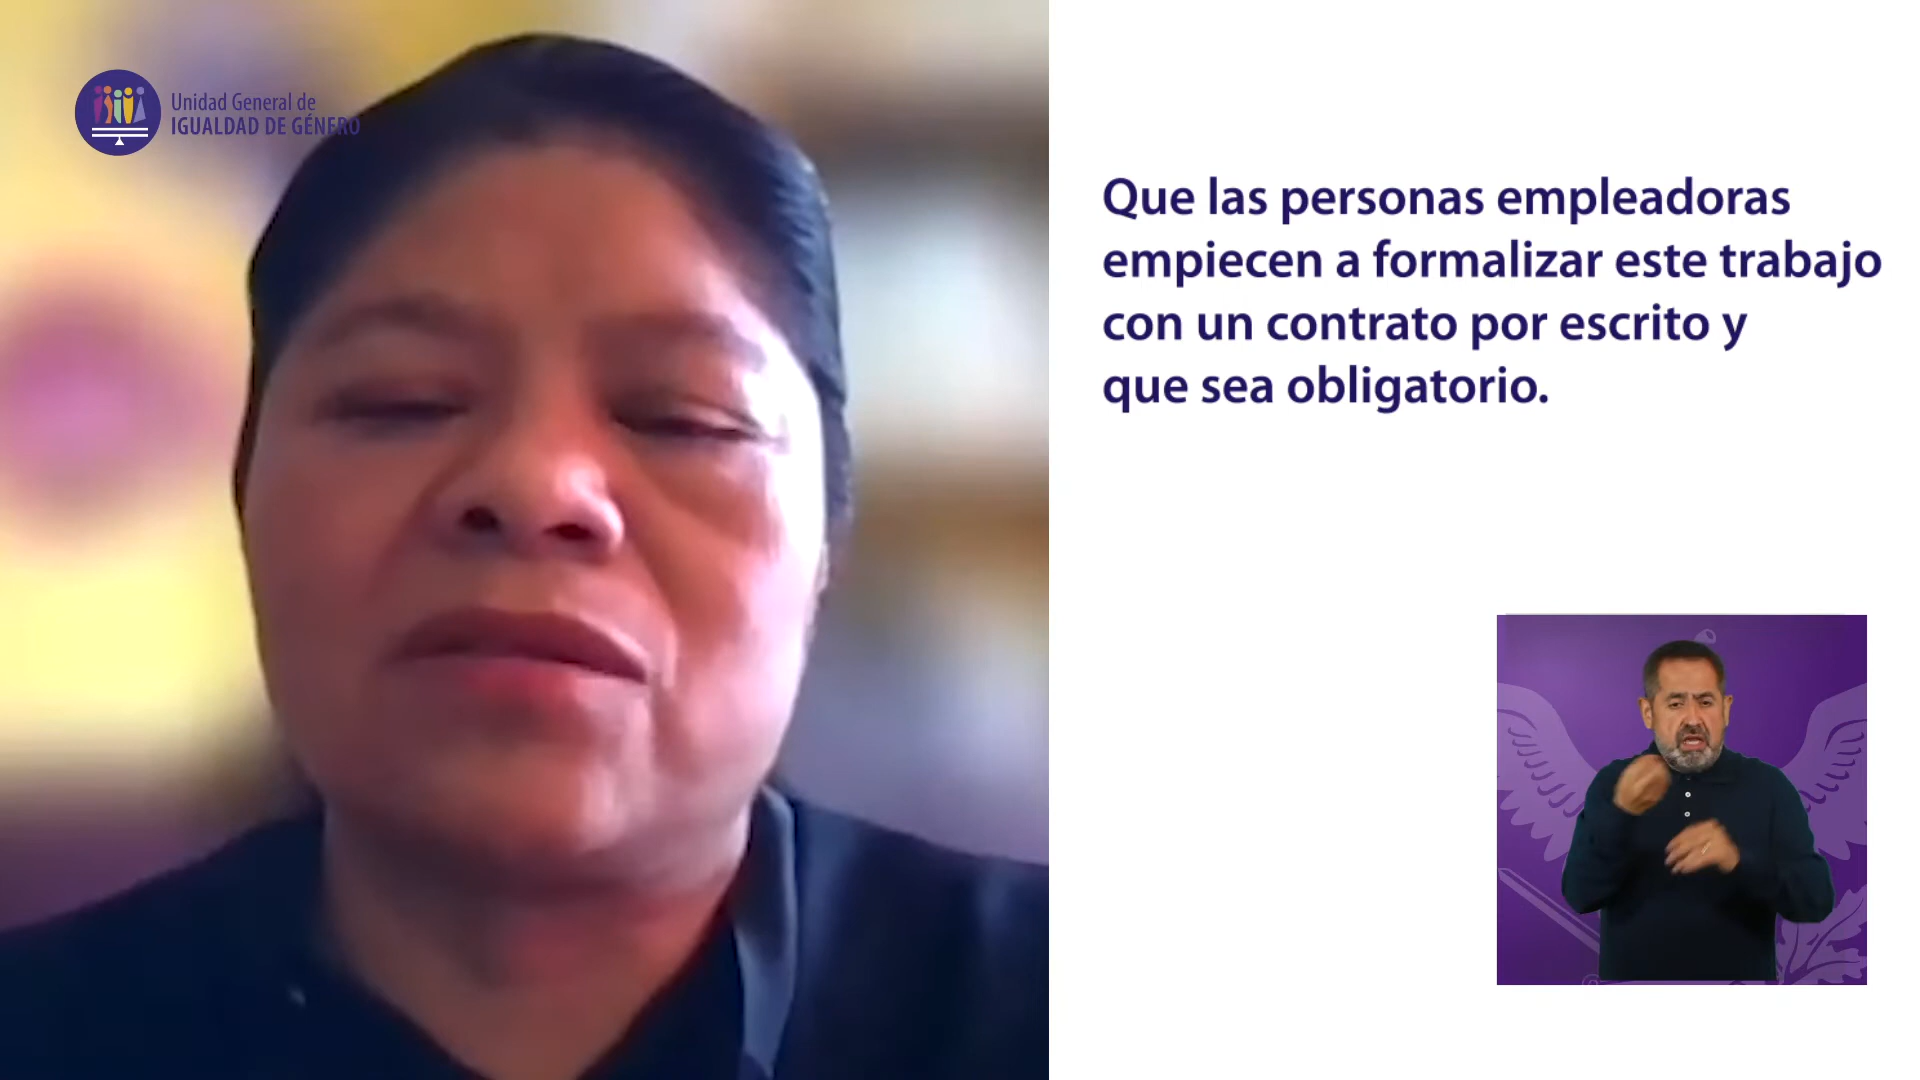 Unidad General de
IGUALDAD DE GÉNERO
Que las personas empleadoras
empiecen a formalizar este trabajo
con un contrato por escrito y
que sea obligatorio.